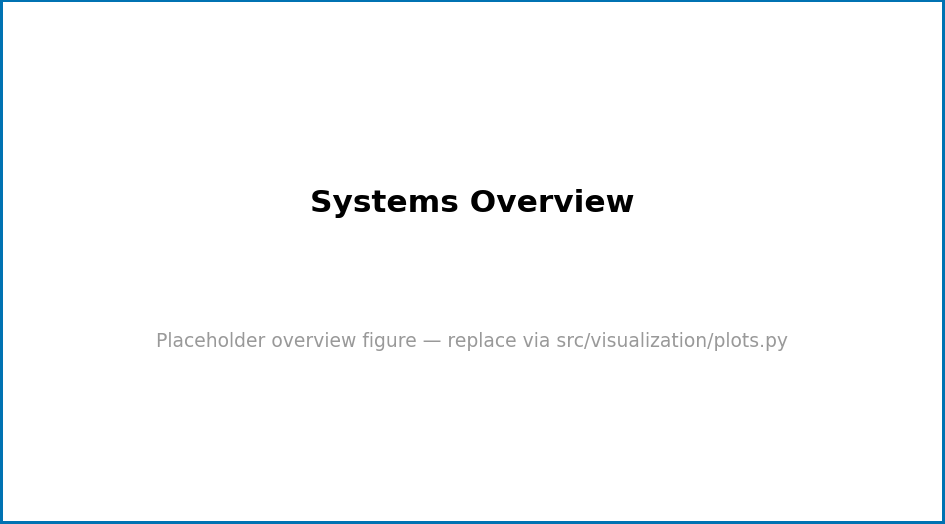 Systems Overview
Placeholder overview figure — replace via src/visualization/plots.py